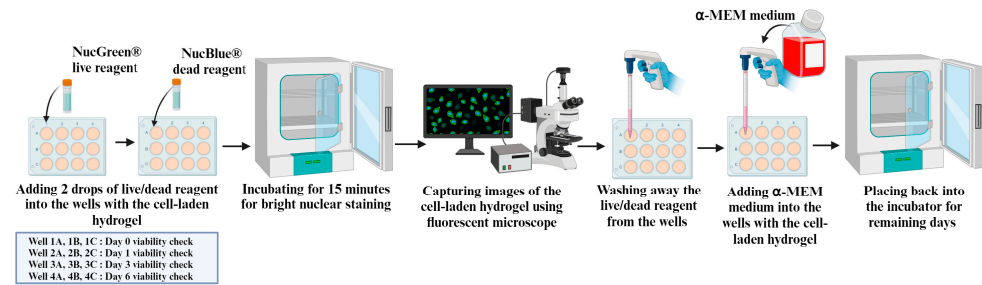 NucGreen®
live reagent
NucBlue®
dead reagent
α-MEM medium
Adding 2 drops of live/dead reagent
into the wells with the cell-laden
hydrogel
Incubating for 15 minutes
for bright nuclear staining
Capturing images of the
cell-laden hydrogel using
fluorescent microscope
Washing away the
live/dead reagent
from the wells
Adding α-MEM
medium into the
wells with the cell-
laden hydrogel
Placing back into
the incubator for
remaining days
Well 1A, 1B, 1C : Day 0 viability check
Well 2A, 2B, 2C : Day 1 viability check
Well 3A, 3B, 3C : Day 3 viability check
Well 4A, 4B, 4C : Day 6 viability check